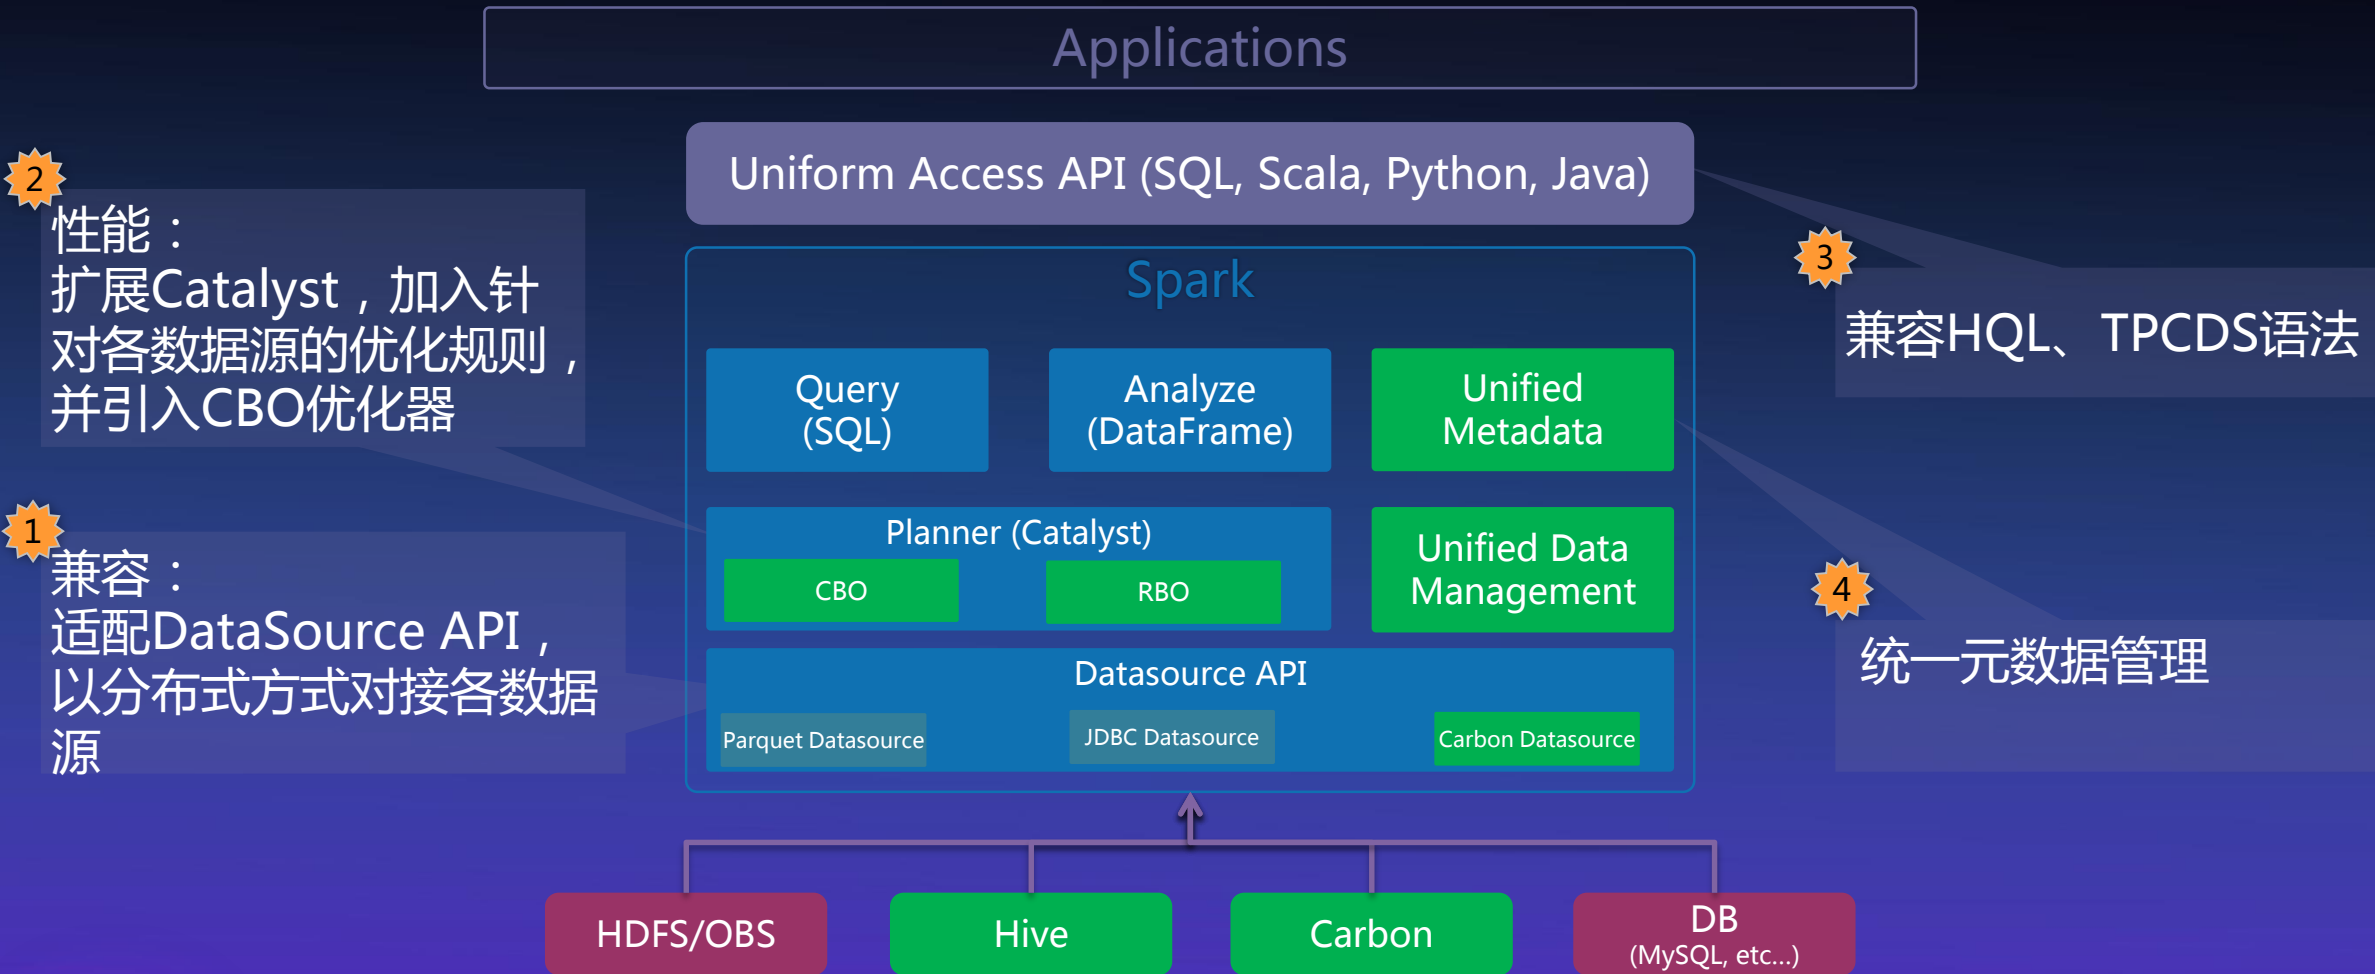 Applications
Uniform Access API (SQL, Scala, Python, Java)
2
性能：
扩展Catalyst，加入针
对各数据源的优化规则，
并引入CBO优化器
1
兼容：
适配DataSource API，
以分布式方式对接各数据
源
Spark
Query
(SQL)
Analyze
(DataFrame)
Unified
Metadata
Planner (Catalyst)
CBO
RBO
Unified Data
Management
Datasource API
Parquet Datasource
JDBC Datasource
Carbon Datasource
3
兼容HQL、TPCDS语法
4
统一元数据管理
HDFS/OBS
Hive
Carbon
DB
(MySQL, etc...)